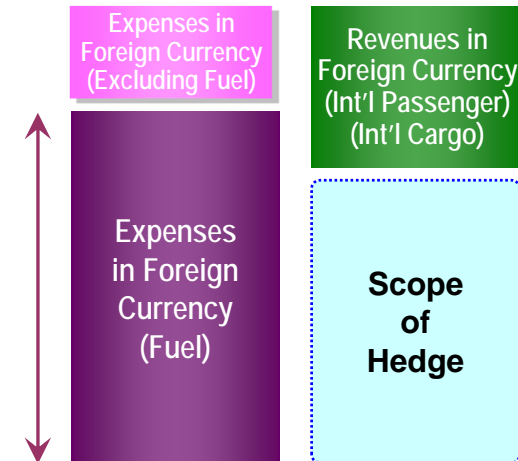 Expenses in
Foreign Currency
(Excluding Fuel)
Revenues in
Foreign Currency
(Int'l Passenger)
(Int'l Cargo)
Expenses
in Foreign
Currency
(Fuel)
Scope
of
Hedge